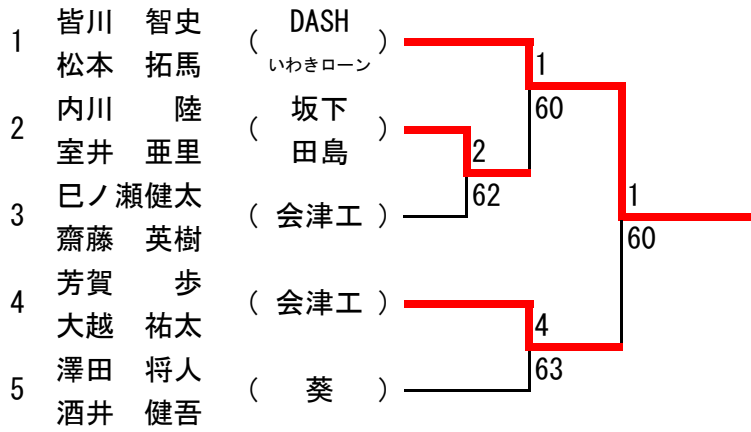 1 皆川 智史 ( DASH )
松本 拓馬 いわきローン
1
60
2 内川 陸 ( 坂下 )
室井 亜里 田島
2
62
3 巳ノ瀬健太 ( 会津工 )
齋藤 英樹
1
60
4 芳賀 歩 ( 会津工 )
大越 祐太
4
63
5 澤田 将人 ( 葵 )
酒井 健吾